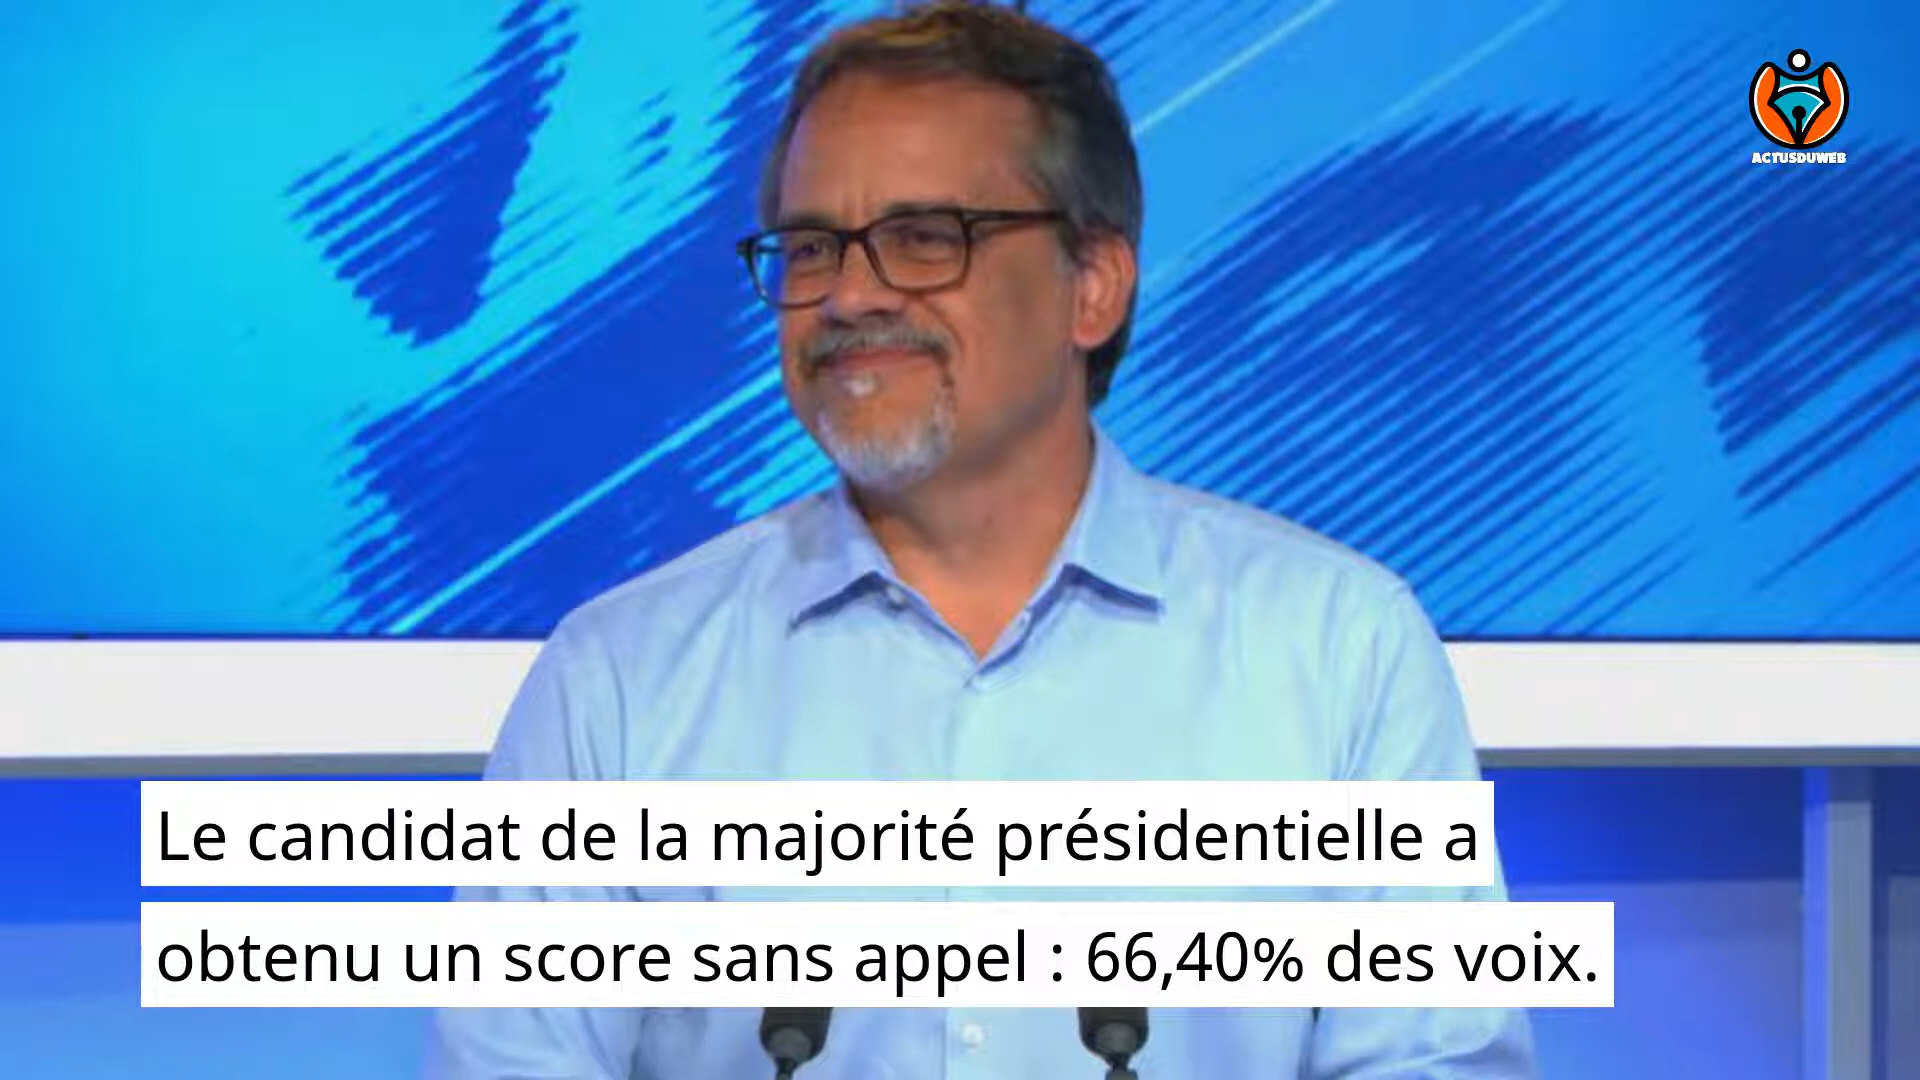 ACTUSDUWEB
Le candidat de la majorité présidentielle a
obtenu un score sans appel : 66,40% des voix.